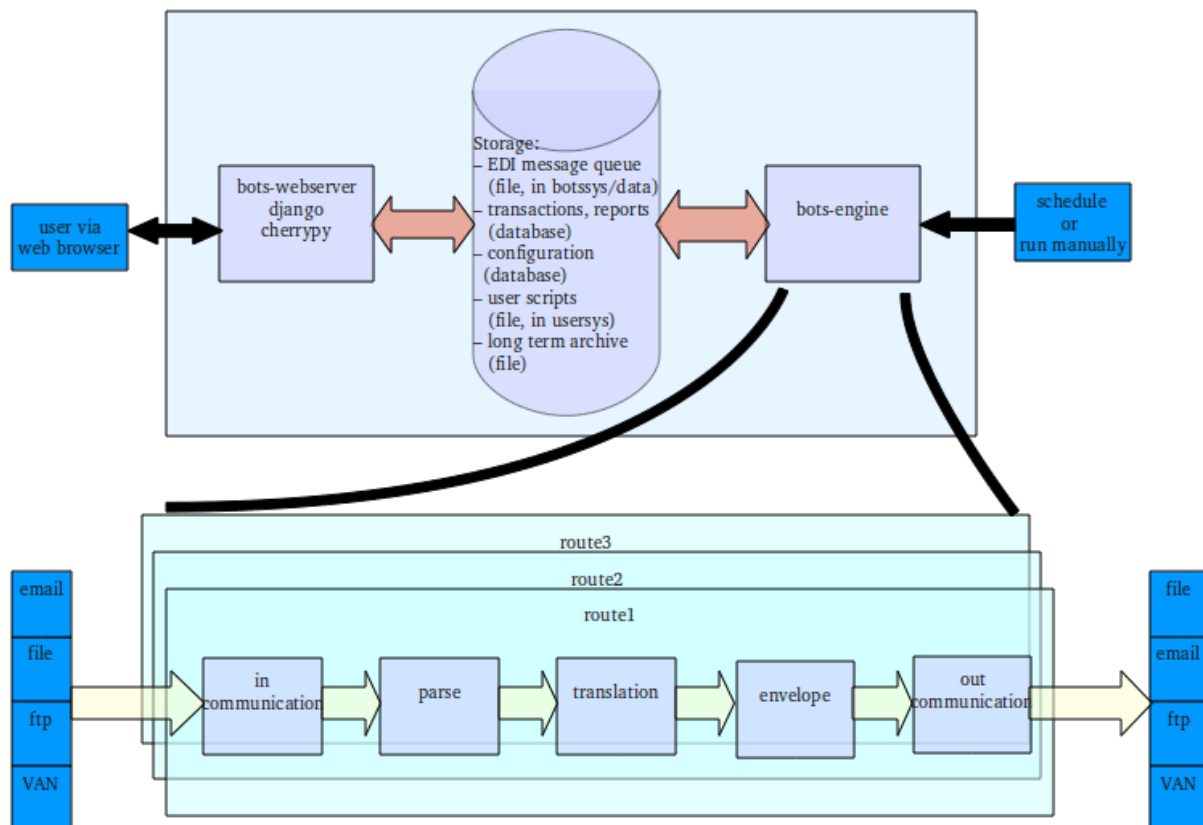 Storage:
– EDI message queue
(file, in botssys/data)
– transactions, reports
(database)
– configuration
(database)
– user scripts
(file, in usersys)
– long term archive
(file)
bots-webserver
django
cherrypy
bots-engine
user via
web browser
schedule
or
run manually
route3
route2
route1
email
file
ftp
VAN
in
communication
parse
translation
envelope
out
communication
file
email
ftp
VAN